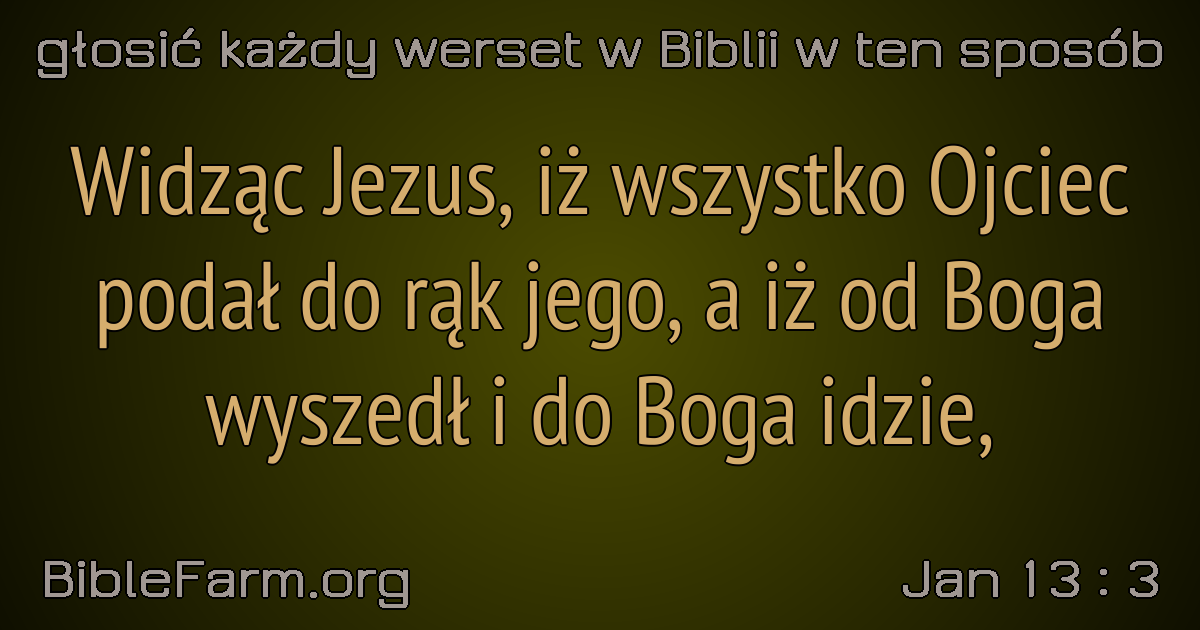 głosić każdy werset w Biblii w ten sposób
Widząc Jezus, iż wszystko Ojciec
podał do rąk jego, a iż od Boga
wyszedł i do Boga idzie,
BibleFarm.org
Jan 13 : 3